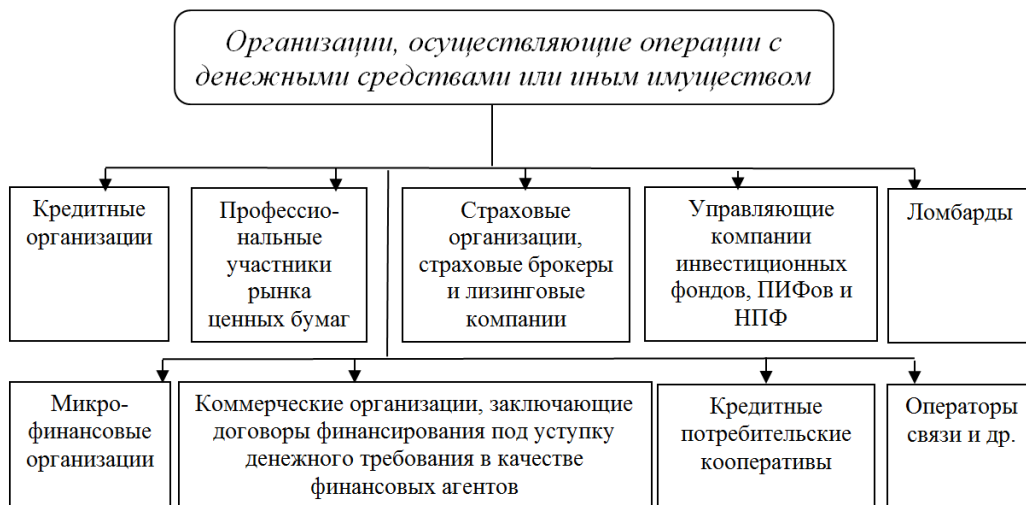 Организации, осуществляющие операции с
денежными средствами или иным имуществом
Кредитные
организации
Профессио-
нальные
участники
рынка
ценных бумаг
Страховые
организации,
страховые брокеры
и лизинговые
компании
Управляющие
компании
инвестиционных
фондов, ПИФов и
НПФ
Ломбарды
Микро-
финансовые
организации
Коммерческие организации, заключающие
договоры финансирования под уступку
денежного требования в качестве
финансовых агентов
Кредитные
потребительские
кооперативы
Операторы
связи и др.